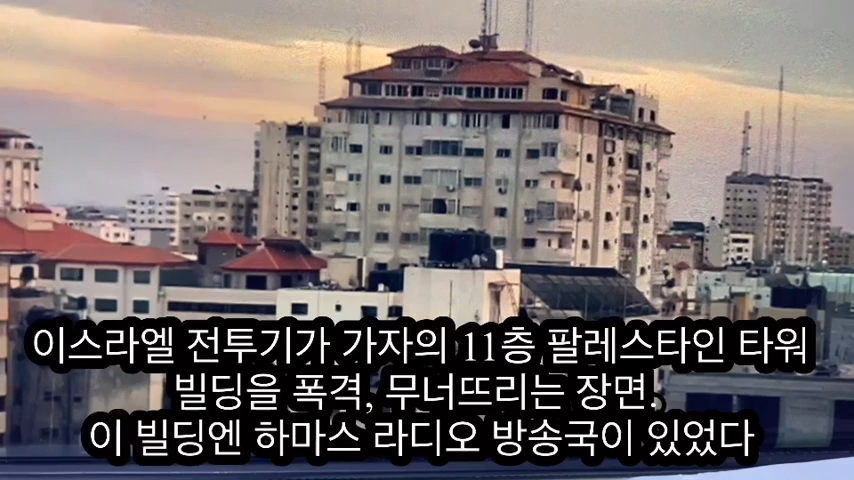 이스라엘 전투기가 가자의 11층 팔레스타인 타워
빌딩을 폭격, 무너뜨리는 장면.
이 빌딩엔 하마스 라디오 방송국이 있었다